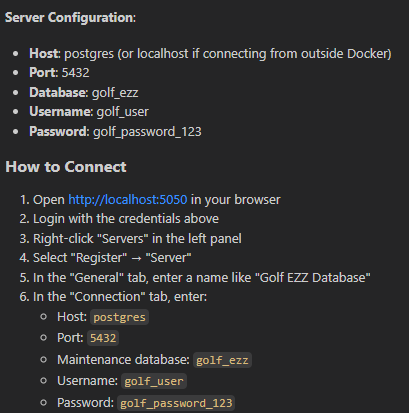 Server Configuration:
• Host: postgres (or localhost if connecting from outside Docker)
• Port: 5432
• Database: golf_ezz
• Username: golf_user
• Password: golf_password_123
How to Connect
1. Open http://localhost:5050 in your browser
2. Login with the credentials above
3. Right-click "Servers" in the left panel
4. Select "Register" → "Server"
5. In the "General" tab, enter a name like "Golf EZZ Database"
6. In the "Connection" tab, enter:
○ Host: postgres
○ Port: 5432
○ Maintenance database: golf_ezz
○ Username: golf_user
○ Password: golf_password_123